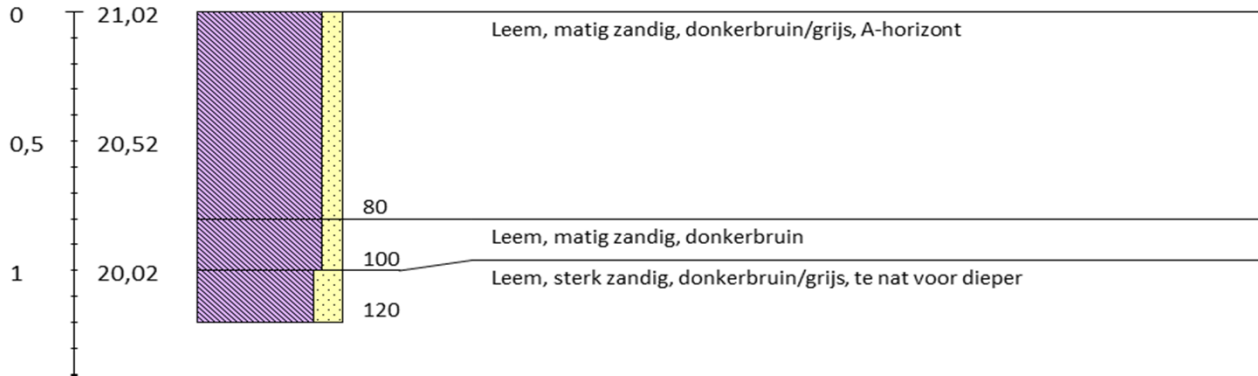 0 21,02
Leem, matig zandig, donkerbruin/grijs, A-horizont
0,5 20,52
80
Leem, matig zandig, donkerbruin
100
1 20,02
Leem, sterk zandig, donkerbruin/grijs, te nat voor dieper
120